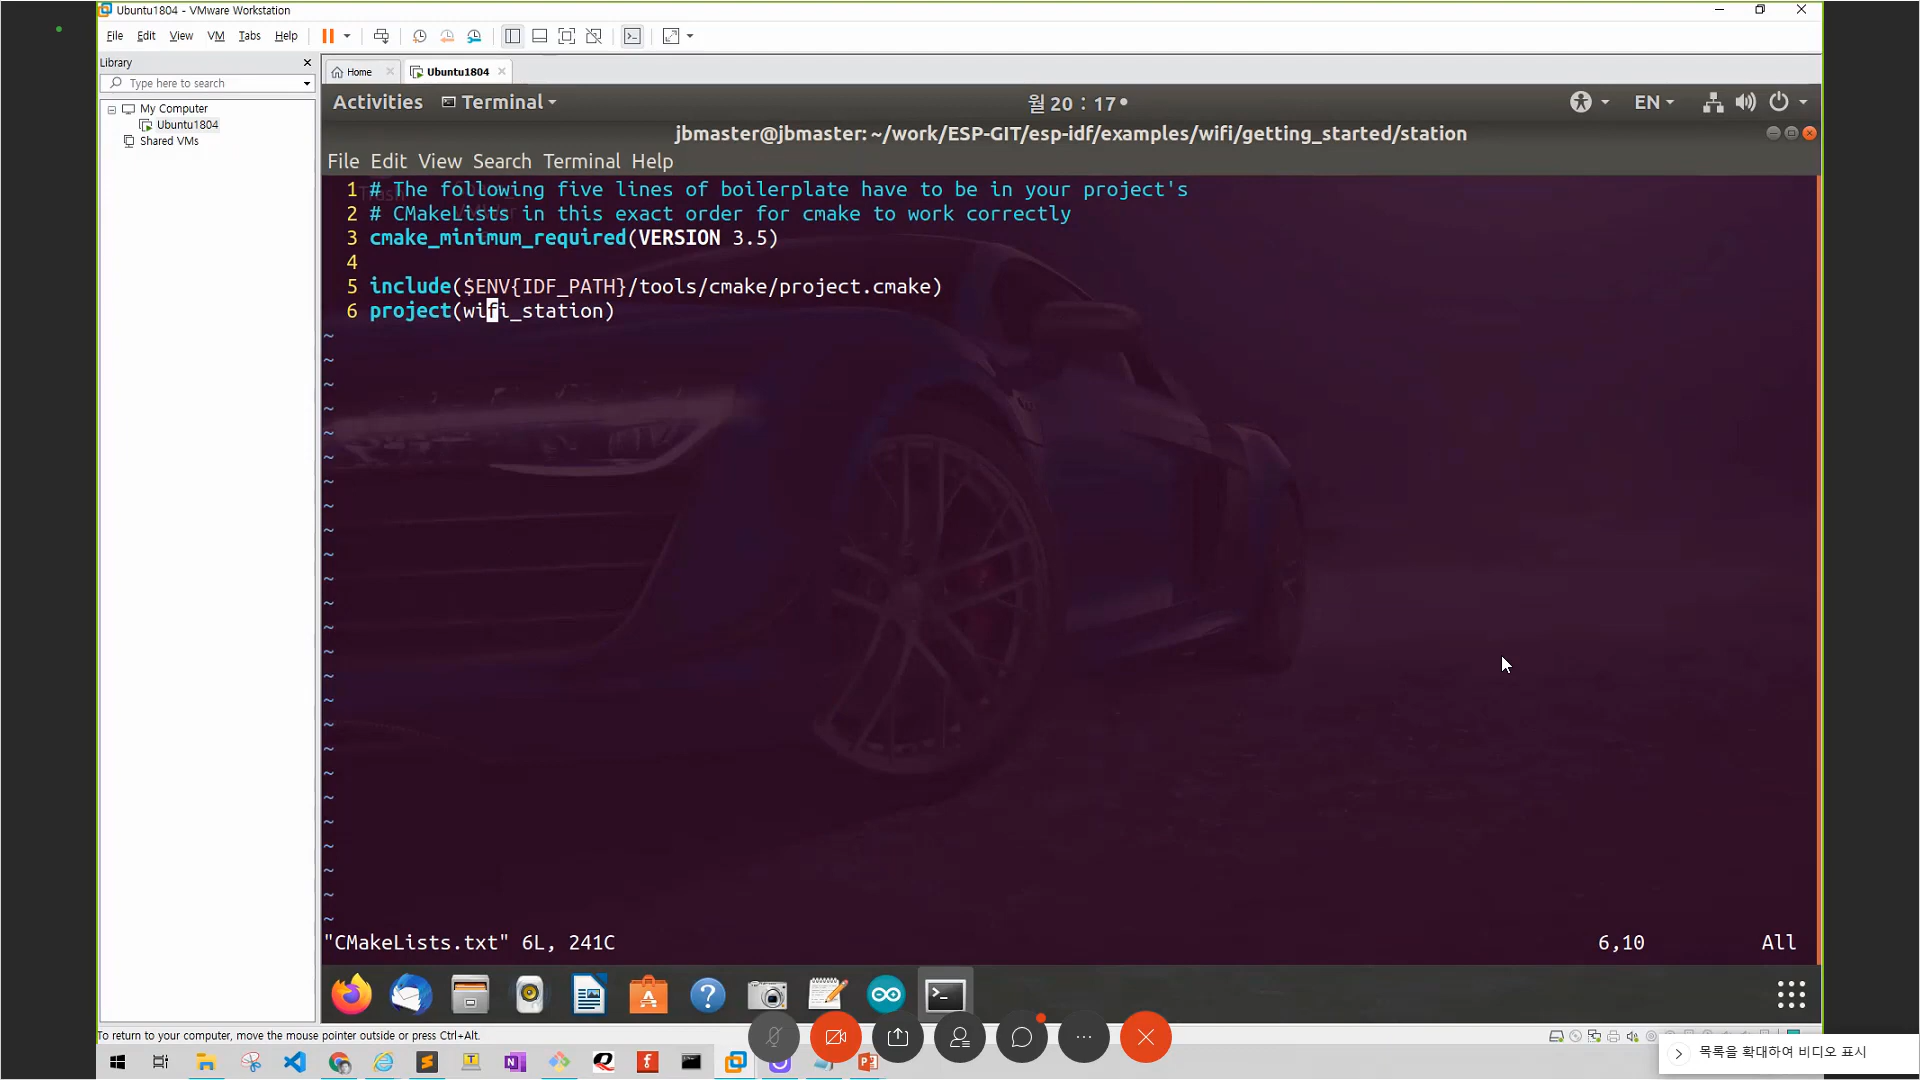 Ubuntu1804 - VMware Workstation
File Edit View VM Tabs Help
Library
Type here to search
My Computer
Ubuntu1804
Shared VMs
Home
Ubuntu1804
Activities
Terminal
월 20 : 17
EN
jbmaster@jbmaster: ~/work/ESP-GIT/esp-idf/examples/wifi/getting_started/station
File Edit View Search Terminal Help
1 # The following five lines of boilerplate have to be in your project's
2 # CMakeLists in this exact order for cmake to work correctly
3 cmake_minimum_required(VERSION 3.5)
4
5 include($ENV{IDF_PATH}/tools/cmake/project.cmake)
6 project(wifi_station)
"CMakeLists.txt" 6L, 241C
6,10
All
To return to your computer, move the mouse pointer outside or press Ctrl+Alt.
목록을 확대하여 비디오 표시